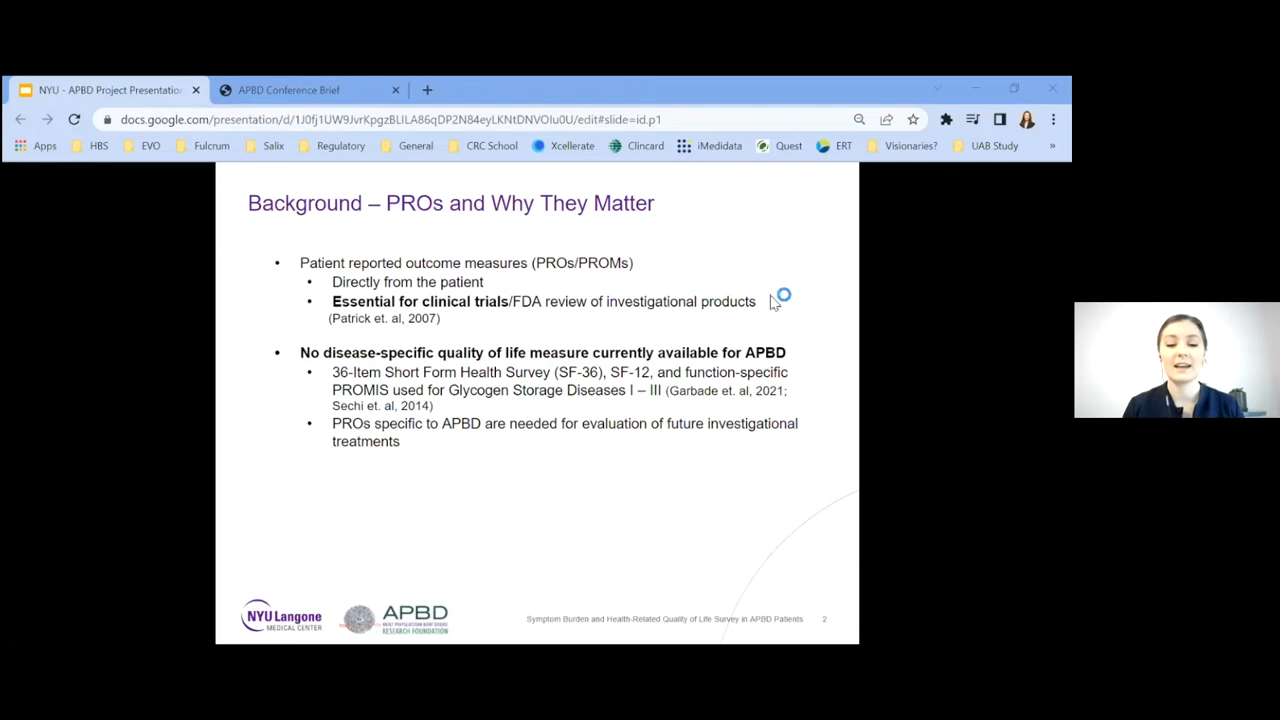 NYU - APBD Project Presentation
APBD Conference Brief
docs.google.com/presentation/d/1J0fj1UW9JvrKpgzBLILA86qDP2N84eyLKNtDNVOIu0U/edit#slide=id.p1
Apps HBS EVO Fulcrum Salix Regulatory General CRC School Xcellerate Clincard iMedidata Quest ERT Visionaries? UAB Study »
Background – PROs and Why They Matter
• Patient reported outcome measures (PROs/PROMs)
• Directly from the patient
• Essential for clinical trials/FDA review of investigational products
(Patrick et. al, 2007)
• No disease-specific quality of life measure currently available for APBD
• 36-Item Short Form Health Survey (SF-36), SF-12, and function-specific
PROMIS used for Glycogen Storage Diseases I – III (Garbade et. al, 2021;
Sechi et. al, 2014)
• PROs specific to APBD are needed for evaluation of future investigational
treatments
NYU Langone
MEDICAL CENTER
APBD
ADULT POLYGLUCOSAN BODY DISEASE
RESEARCH FOUNDATION
Symptom Burden and Health-Related Quality of Life Survey in APBD Patients 2